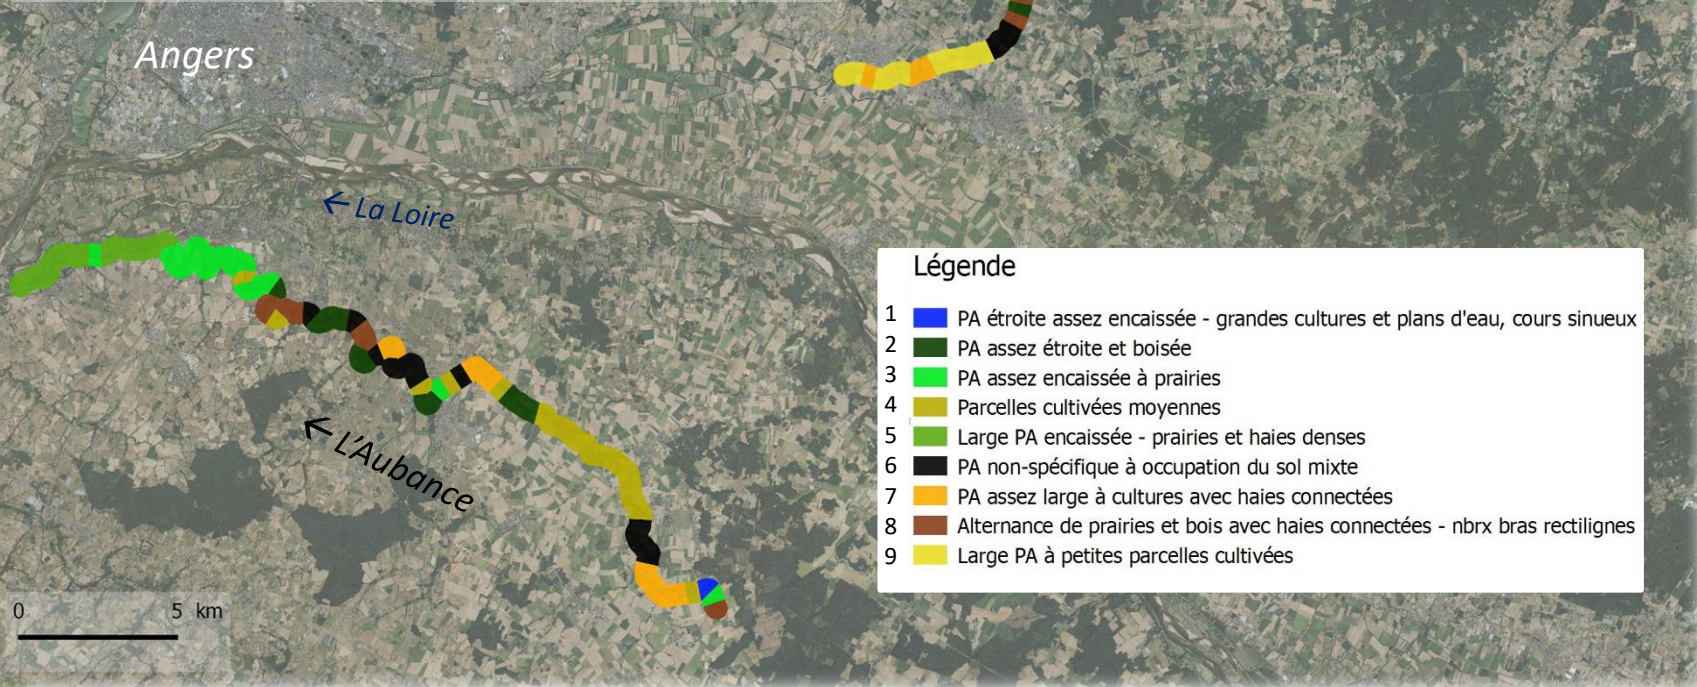 Angers
← La Loire
← L'Aubance
0 5 km
Légende
1 PA étroite assez encaissée - grandes cultures et plans d'eau, cours sinueux
2 PA assez étroite et boisée
3 PA assez encaissée à prairies
4 Parcelles cultivées moyennes
5 Large PA encaissée - prairies et haies denses
6 PA non-spécifique à occupation du sol mixte
7 PA assez large à cultures avec haies connectées
8 Alternance de prairies et bois avec haies connectées - nbrx bras rectilignes
9 Large PA à petites parcelles cultivées